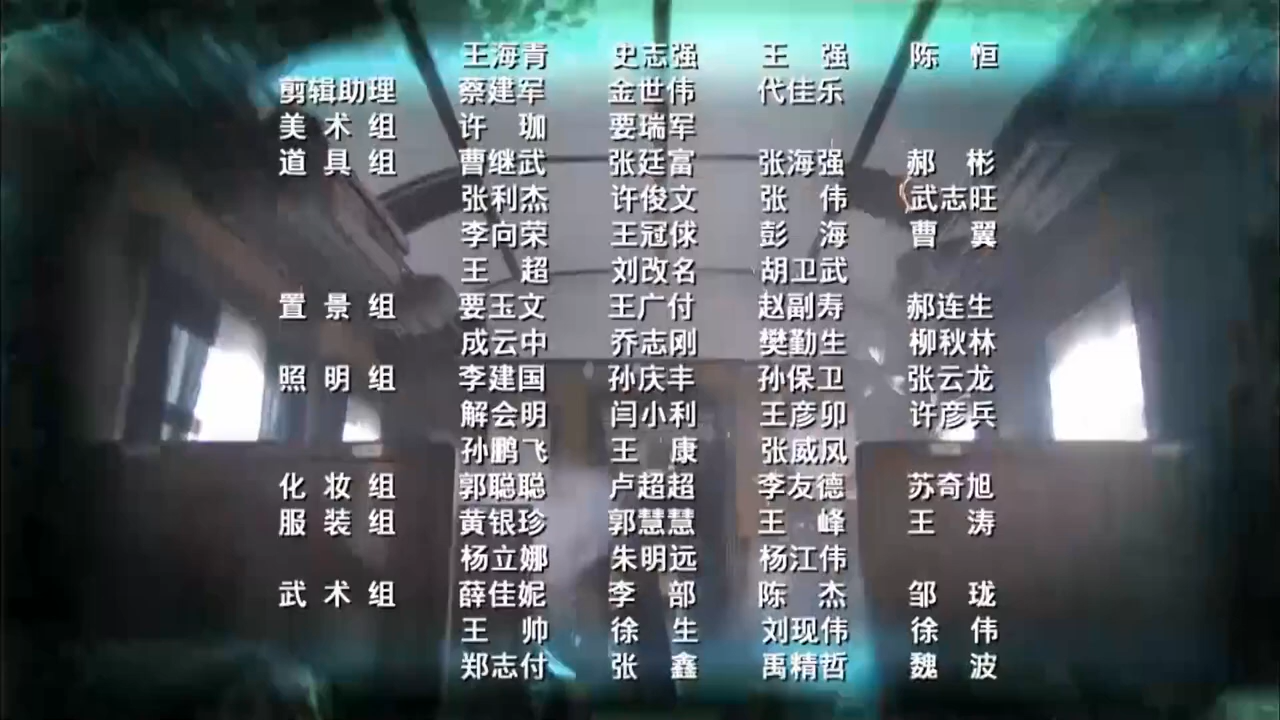 王海青 史志强 王 强 陈 恒
剪辑助理 蔡建军 金世伟 代佳乐
美 术 组 许 珈 要瑞军
道 具 组 曹继武 张廷富 张海强 郝 彬
张利杰 许俊文 张 伟 武志旺
李向荣 王冠俅 彭 海 曹 翼
王 超 刘改名 胡卫武
置 景 组 要玉文 王广付 赵副寿 郝连生
成云中 乔志刚 樊勤生 柳秋林
照 明 组 李建国 孙庆丰 孙保卫 张云龙
解会明 闫小利 王彦卯 许彦兵
孙鹏飞 王 康 张威凤
化 妆 组 郭聪聪 卢超超 李友德 苏奇旭
服 装 组 黄银珍 郭慧慧 王 峰 王 涛
杨立娜 朱明远 杨江伟
武 术 组 薛佳妮 李 部 陈 杰 邹 珑
王 帅 徐 生 刘现伟 徐 伟
郑志付 张 鑫 禹精哲 魏 波